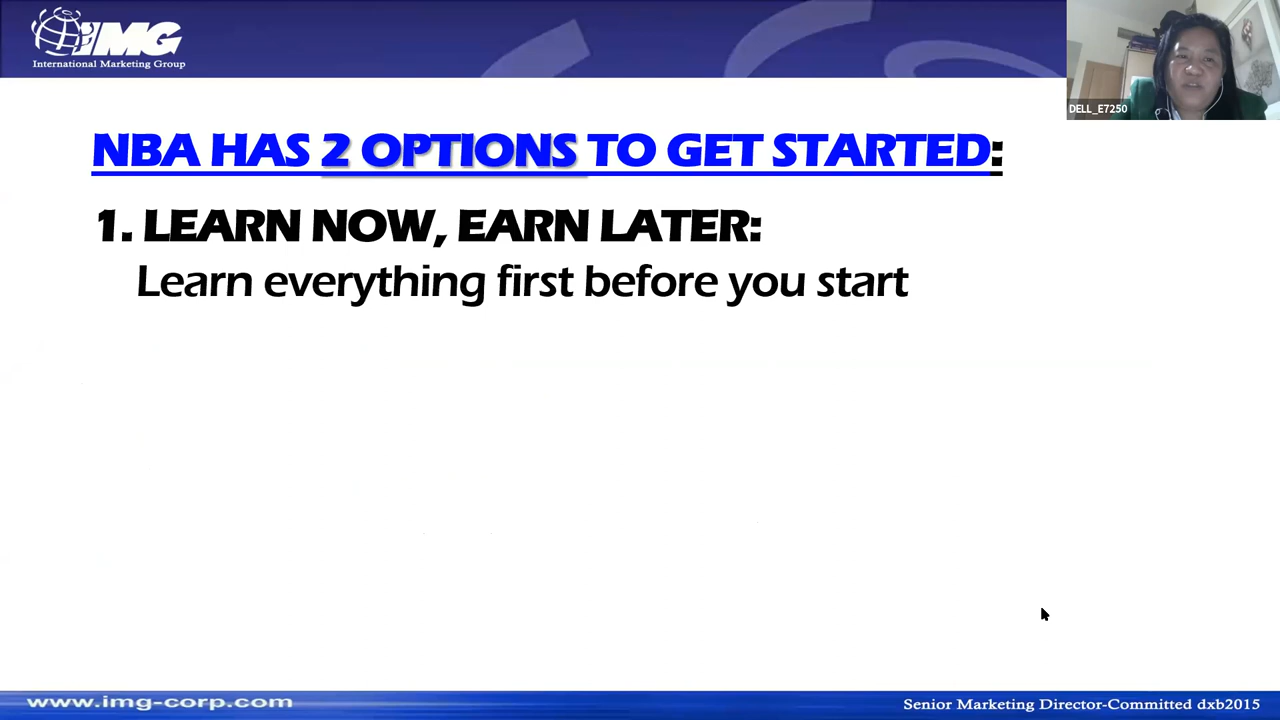 IMG
International Marketing Group
DELL_E7250
NBA HAS 2 OPTIONS TO GET STARTED:
1. LEARN NOW, EARN LATER:
Learn everything first before you start
www.img-corp.com
Senior Marketing Director-Committed dxb2015